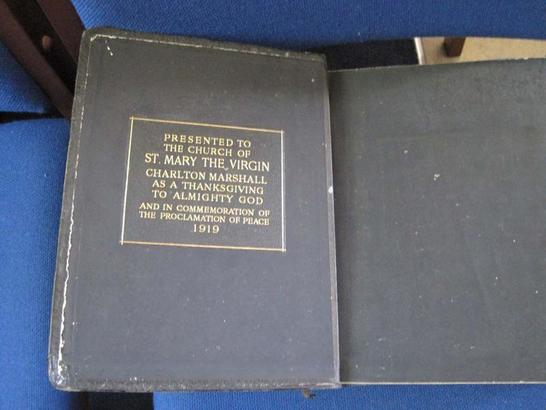 PRESENTED TO
THE CHURCH OF
ST. MARY THE VIRGIN
CHARLTON MARSHALL
AS A THANKSGIVING
TO ALMIGHTY GOD
AND IN COMMEMORATION OF
THE PROCLAMATION OF PEACE
1919